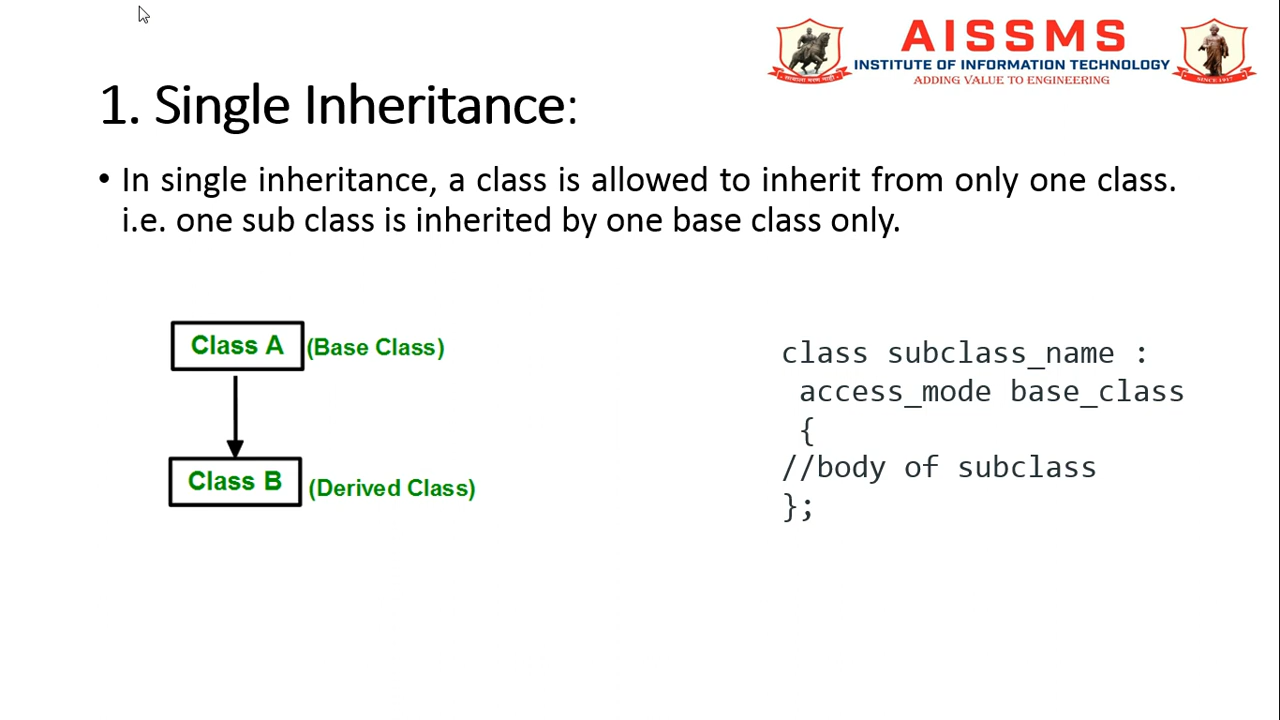 AISSMS
INSTITUTE OF INFORMATION TECHNOLOGY
ADDING VALUE TO ENGINEERING
SINCE 1917
1. Single Inheritance:
• In single inheritance, a class is allowed to inherit from only one class.
i.e. one sub class is inherited by one base class only.
Class A (Base Class)
Class B (Derived Class)
class subclass_name :
access_mode base_class
{
//body of subclass
};